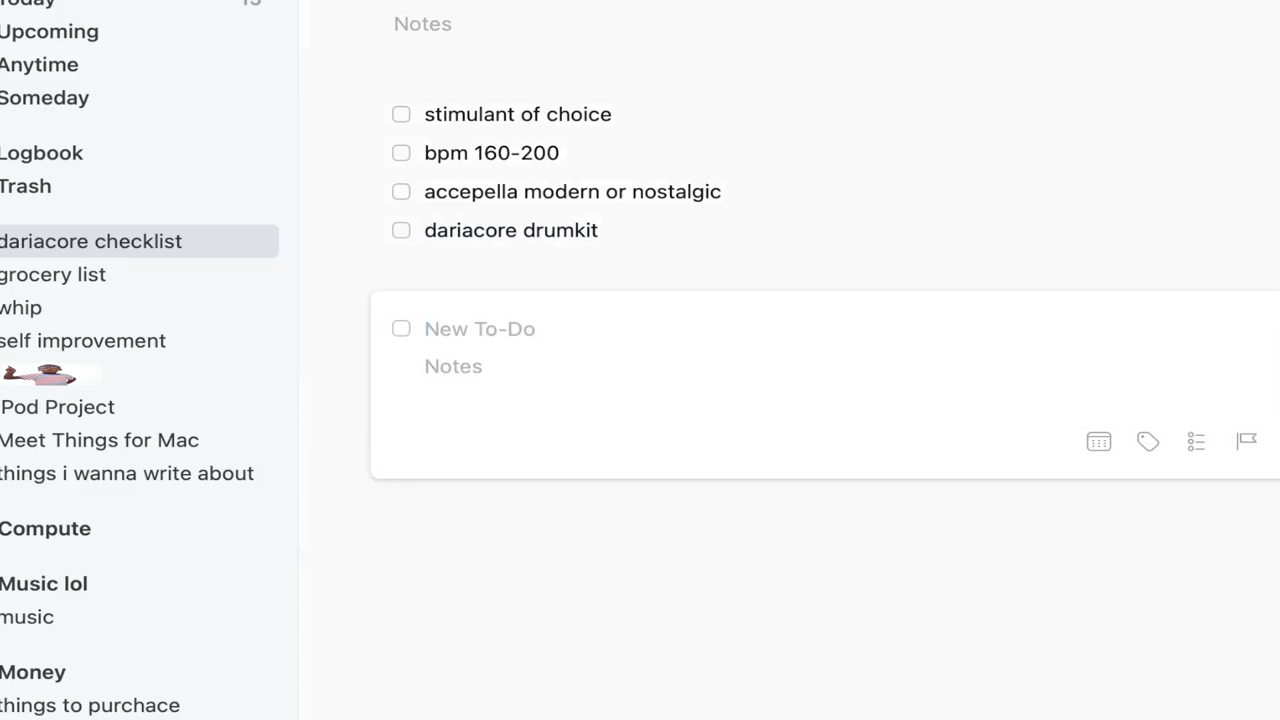 Today 15
Upcoming
Anytime
Someday
Logbook
Trash
dariacore checklist
grocery list
whip
self improvement
Pod Project
Meet Things for Mac
things i wanna write about
Compute
Music lol
music
Money
things to purchace
Notes
stimulant of choice
bpm 160-200
accepella modern or nostalgic
dariacore drumkit
New To-Do
Notes